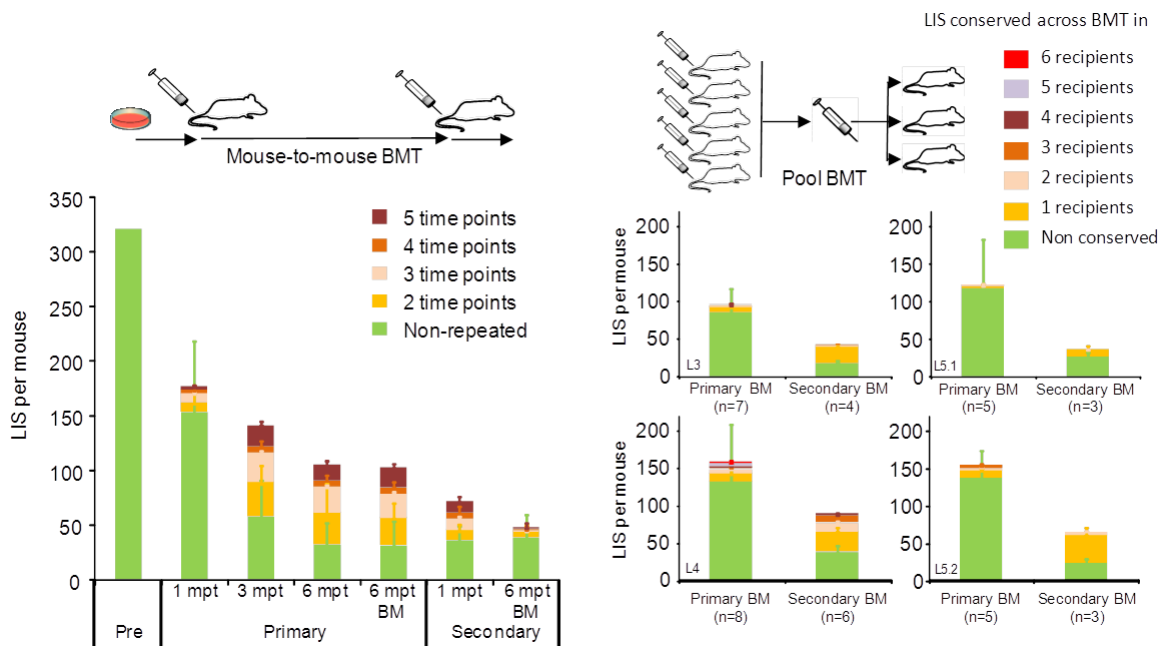 Mouse-to-mouse BMT
LIS per mouse
350
300
250
200
150
100
50
0
5 time points
4 time points
3 time points
2 time points
Non-repeated
1 mpt
3 mpt
6 mpt
6 mpt
BM
1 mpt
6 mpt
BM
Pre
Primary
Secondary
Pool BMT
LIS conserved across BMT in
6 recipients
5 recipients
4 recipients
3 recipients
2 recipients
1 recipients
Non conserved
LIS per mouse
200
150
100
50
0
L3
Primary BM
(n=7)
Secondary BM
(n=4)
200
150
100
50
0
L5.1
Primary BM
(n=5)
Secondary BM
(n=3)
LIS per mouse
200
150
100
50
0
L4
Primary BM
(n=8)
Secondary BM
(n=6)
200
150
100
50
0
L5.2
Primary BM
(n=5)
Secondary BM
(n=3)